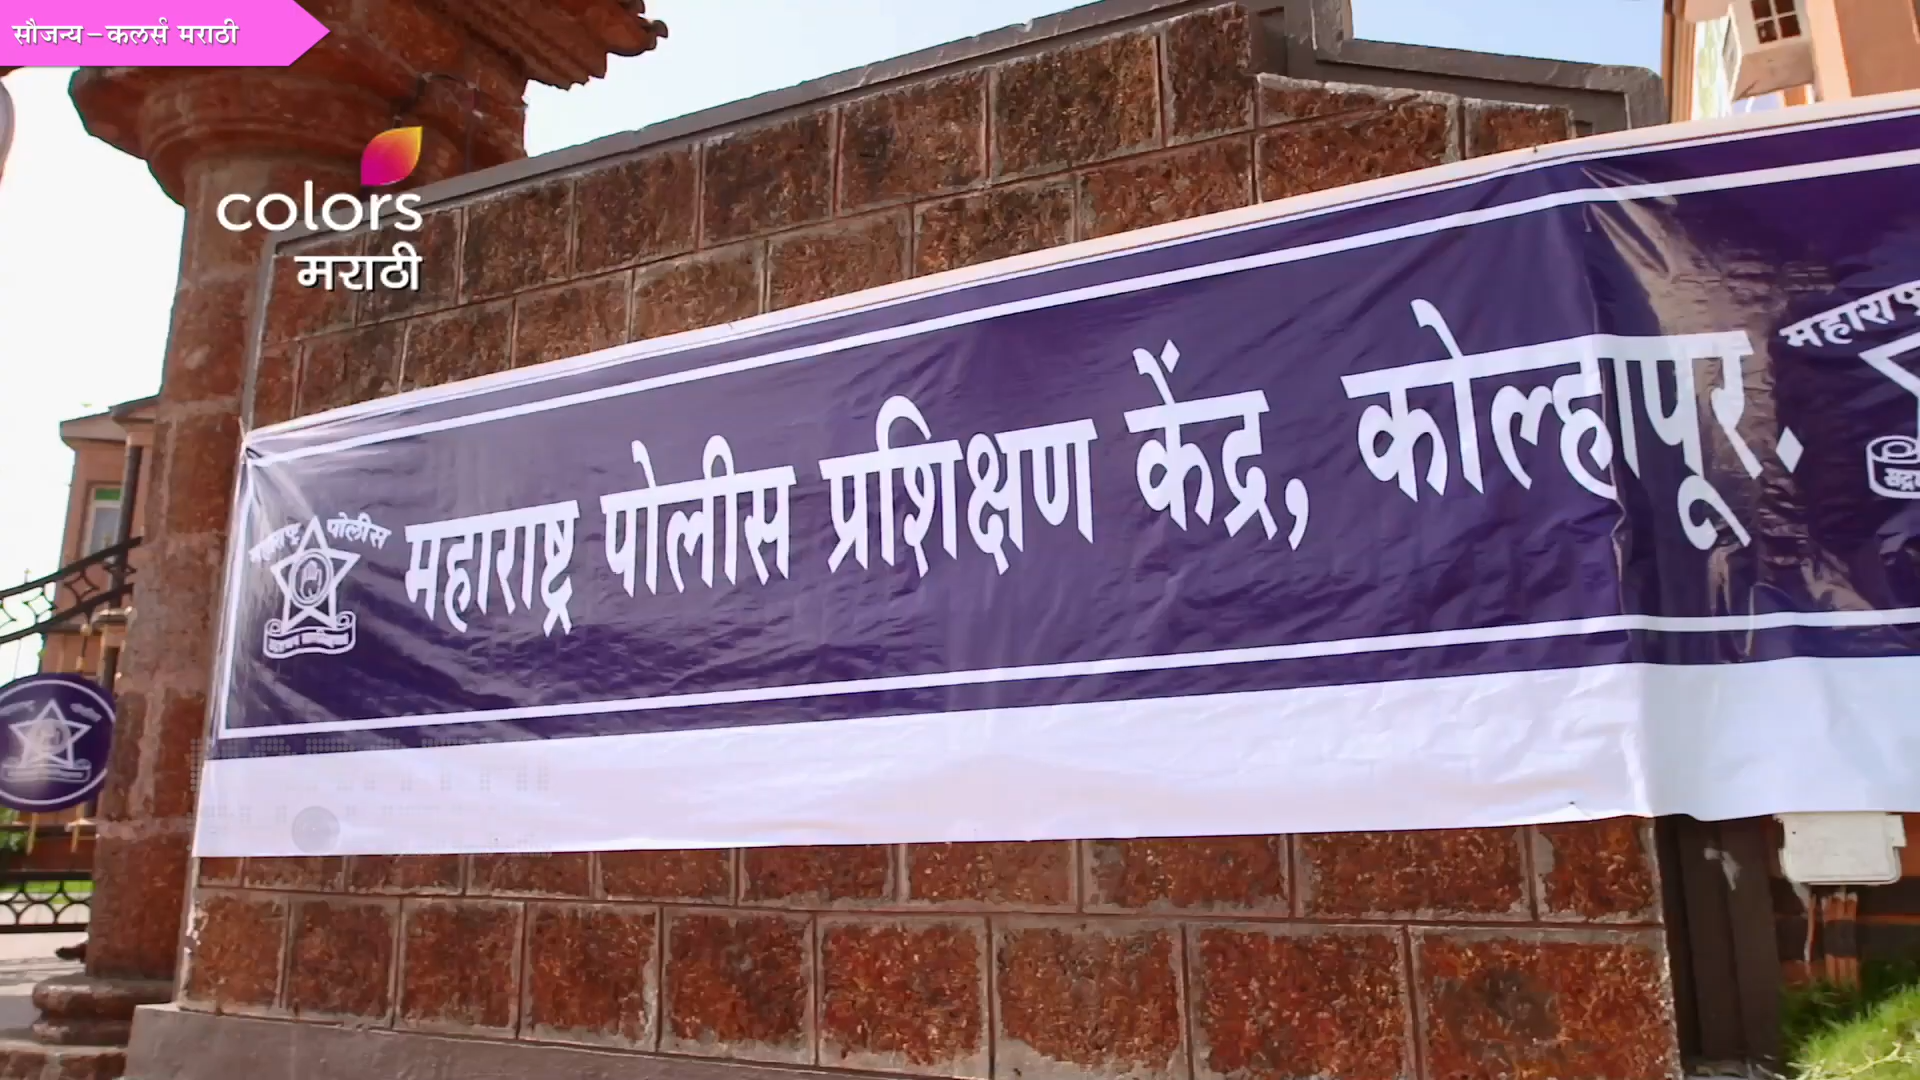 सौजन्य - कलर्स मराठी
colors
मराठी
महाराष्ट्र पोलीस प्रशिक्षण केंद्र, कोल्हापूर.
पोलीस